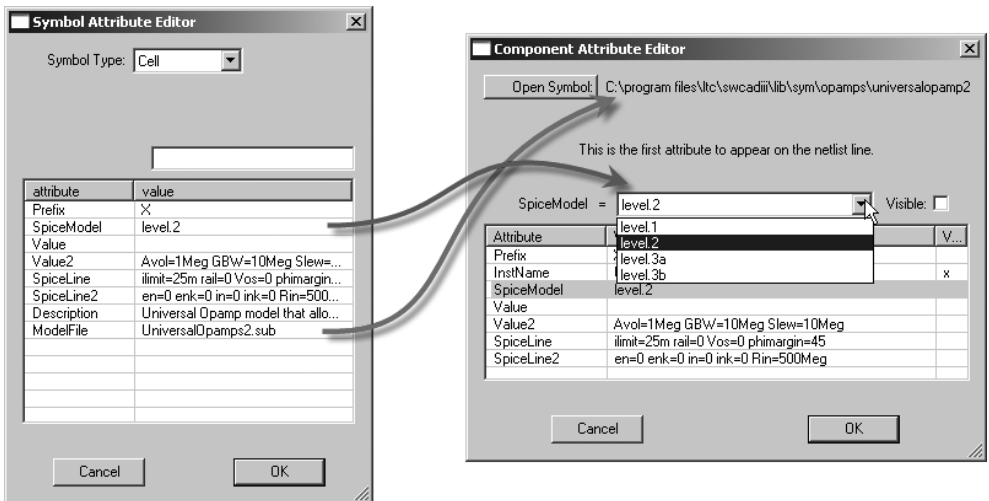 Symbol Attribute Editor
Symbol Type: Cell
attribute value
Prefix X
SpiceModel level.2
Value
Value2 Avol=1Meg GBW=10Meg Slew=...
SpiceLine ilimit=25m rail=0 Vos=0 phimargin...
SpiceLine2 en=0 enk=0 in=0 ink=0 Rin=500...
Description Universal Opamp model that allo...
ModelFile UniversalOpamps2.sub
Cancel OK
Component Attribute Editor
Open Symbol: C:\program files\ltc\swcadiii\lib\sym\opamps\universalopamp2
This is the first attribute to appear on the netlist line.
SpiceModel = level.2 Visible:
level.1
level.2
level.3a
level.3b
Attribute V...
Prefix
InstName x
SpiceModel level.2
Value
Value2 Avol=1Meg GBW=10Meg Slew=10Meg
SpiceLine ilimit=25m rail=0 Vos=0 phimargin=45
SpiceLine2 en=0 enk=0 in=0 ink=0 Rin=500Meg
Cancel OK